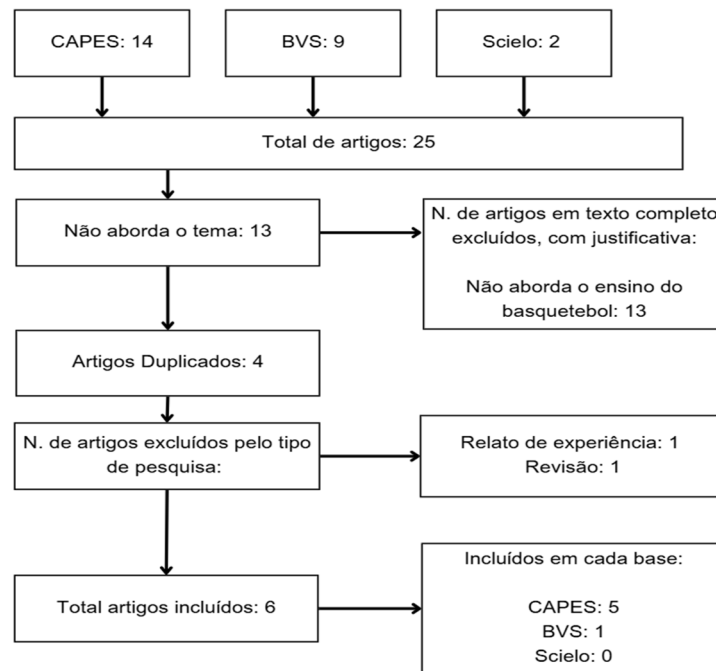 CAPES: 14
BVS: 9
Scielo: 2
Total de artigos: 25
Não aborda o tema: 13
N. de artigos em texto completo
excluídos, com justificativa:
Não aborda o ensino do
basquetebol: 13
Artigos Duplicados: 4
N. de artigos excluídos pelo tipo
de pesquisa:
Relato de experiência: 1
Revisão: 1
Total artigos incluídos: 6
Incluídos em cada base:
CAPES: 5
BVS: 1
Scielo: 0